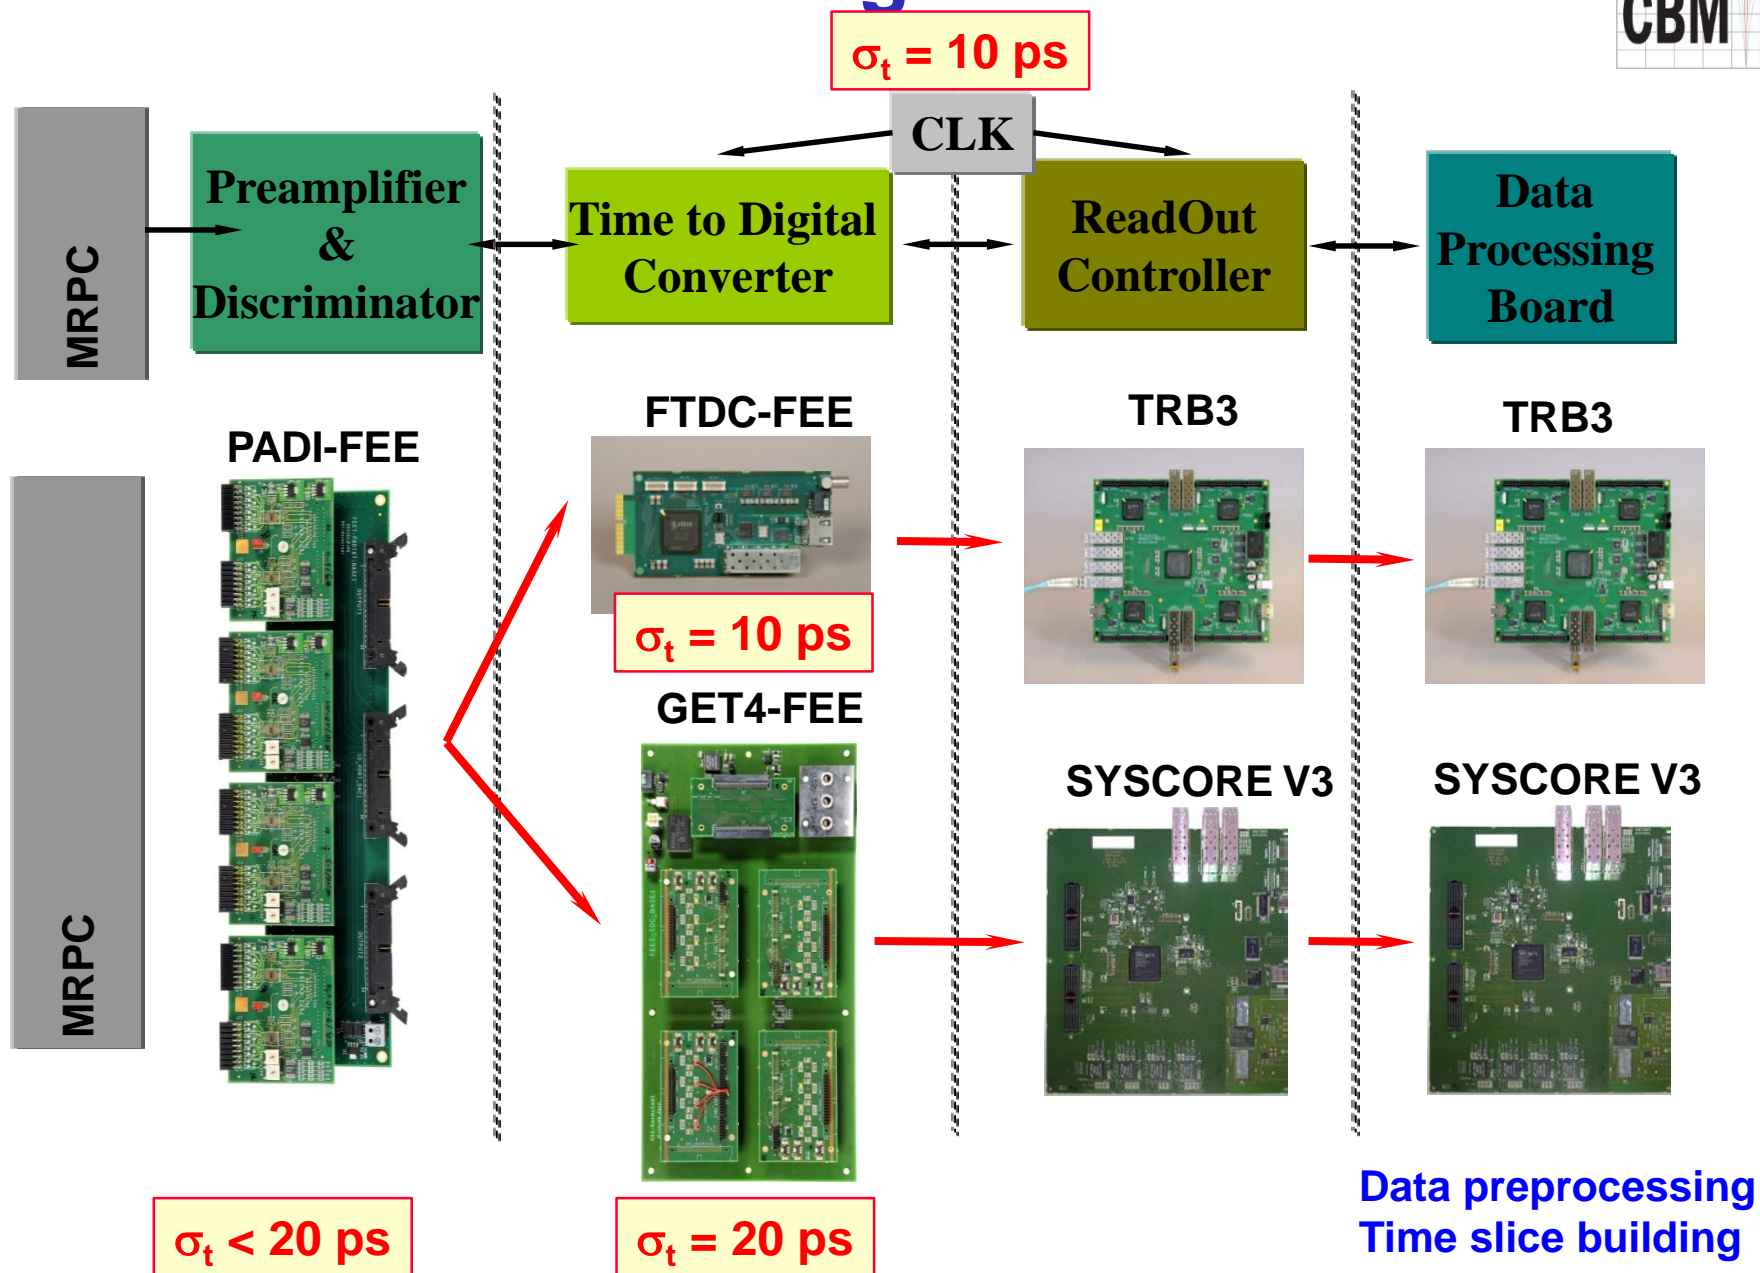 CBM
σt = 10 ps
CLK
MRPC
Preamplifier
&
Discriminator
Time to Digital
Converter
ReadOut
Controller
Data
Processing
Board
PADI-FEE
FTDC-FEE
TRB3
TRB3
σt = 10 ps
GET4-FEE
SYSCORE V3
SYSCORE V3
MRPC
σt < 20 ps
σt = 20 ps
Data preprocessing
Time slice building